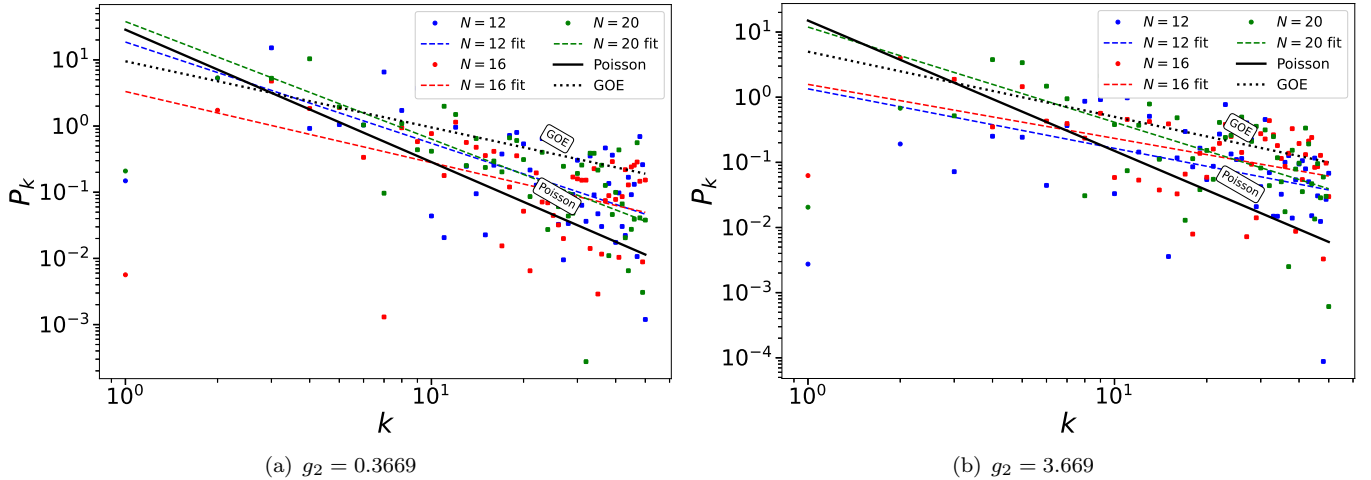 10^1
10^0
10^{-1}
10^{-2}
10^{-3}
P_k
10^0
10^1
k
N = 12
N = 12 fit
N = 16
N = 16 fit
N = 20
N = 20 fit
Poisson
GOE
GOE
Poisson
(a) g_2 = 0.3669
10^2
10^1
10^0
10^{-1}
10^{-2}
10^{-3}
10^{-4}
P_k
10^0
10^1
k
N = 12
N = 12 fit
N = 16
N = 16 fit
N = 20
N = 20 fit
Poisson
GOE
GOE
Poisson
(b) g_2 = 3.669